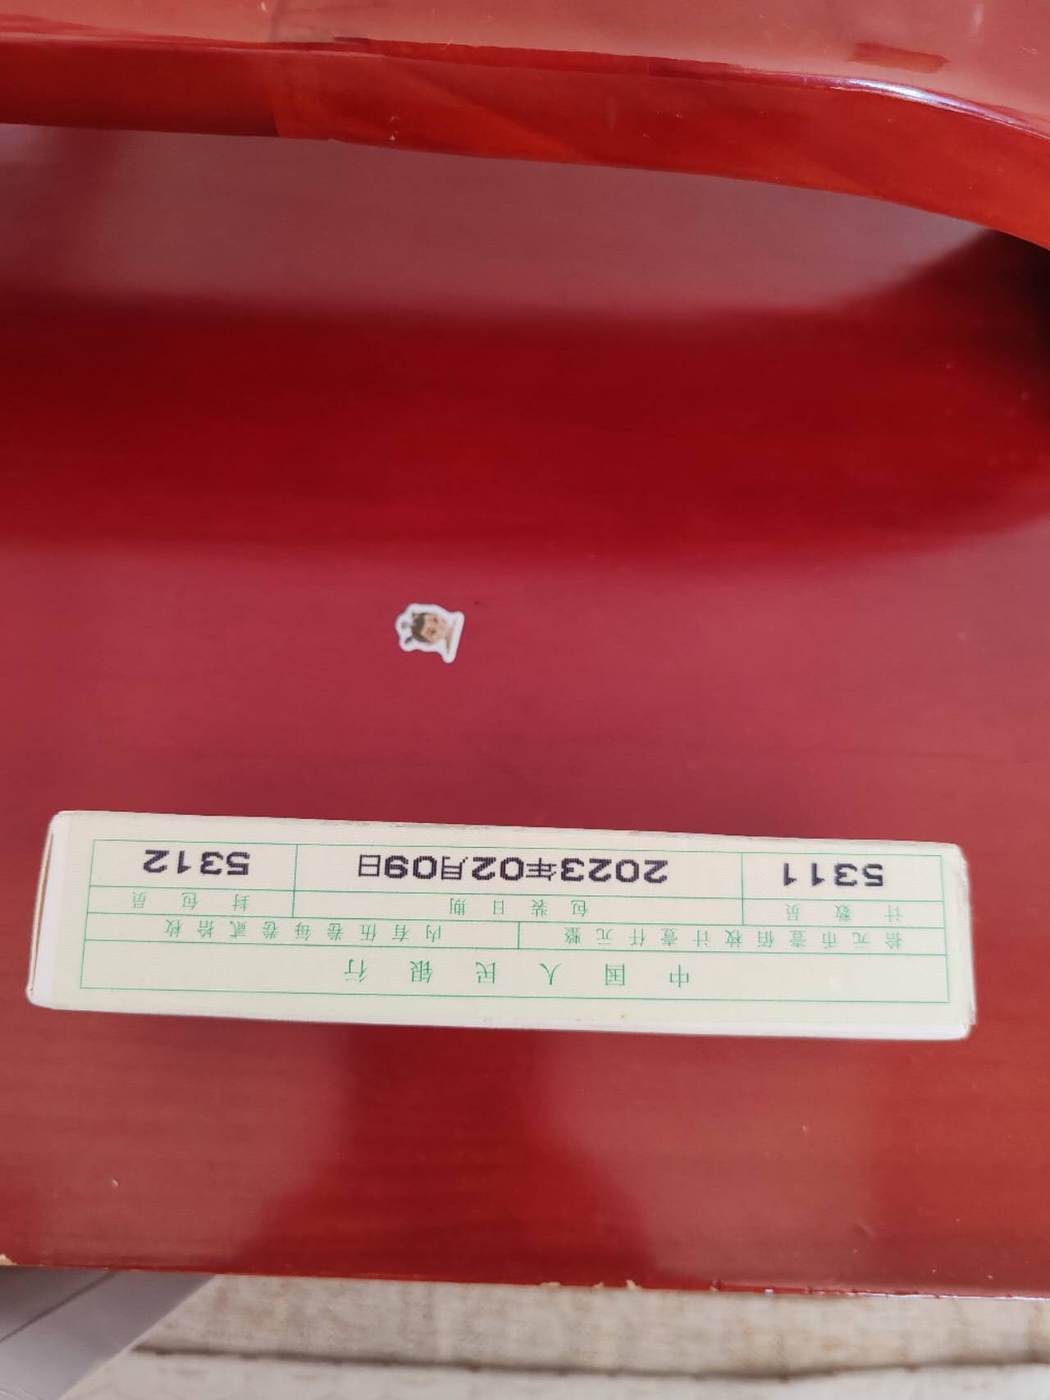 中国人民银行
拾元币壹佰枚计壹仟元整 内有伍卷每卷贰拾枚
计数员 包装日期 封包员
5311 2023年02月09日 5312